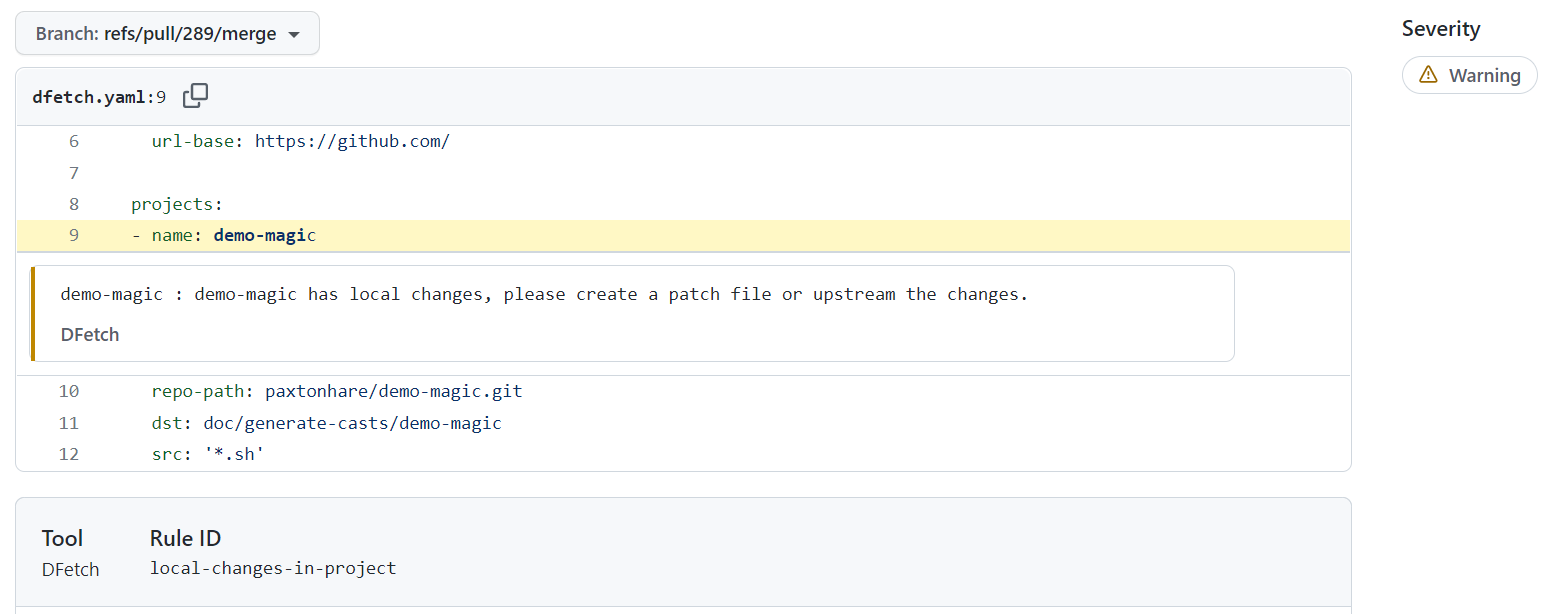 Branch: refs/pull/289/merge
Severity
Warning
dfetch.yaml:9
6 url-base: https://github.com/
7
8 projects:
9 - name: demo-magic
demo-magic : demo-magic has local changes, please create a patch file or upstream the changes.
DFetch
10 repo-path: paxtonhare/demo-magic.git
11 dst: doc/generate-casts/demo-magic
12 src: '*.sh'
Tool Rule ID
DFetch local-changes-in-project